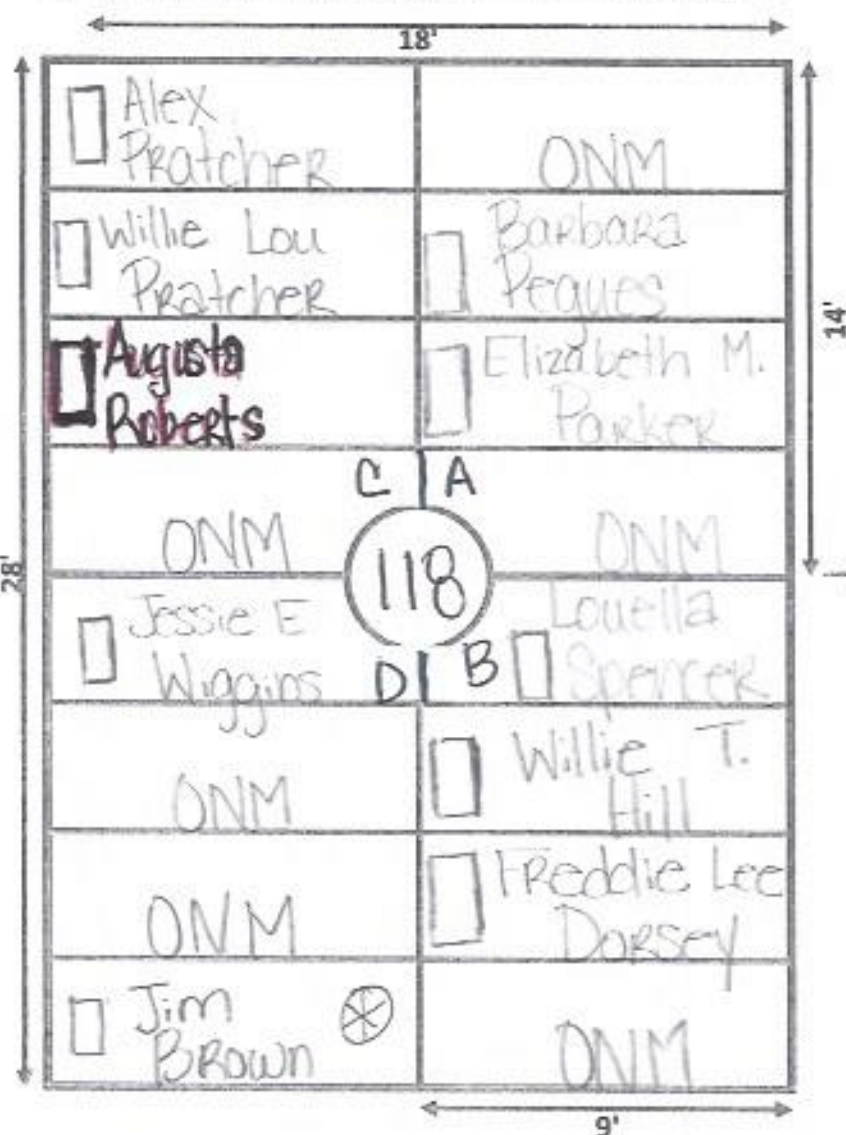 18'
Alex
Pratcher
ONM
Willie Lou
Pratcher
Barbara
Pegues
14'
Augusta
Roberts
Elizabeth M.
Parker
C A
ONM
ONM
118
28'
Jessie E
Wiggins
Louella
Spencer
D B
ONM
Willie T.
Hill
ONM
Freddie Lee
Dorsey
Jim
Brown
ONM
9'